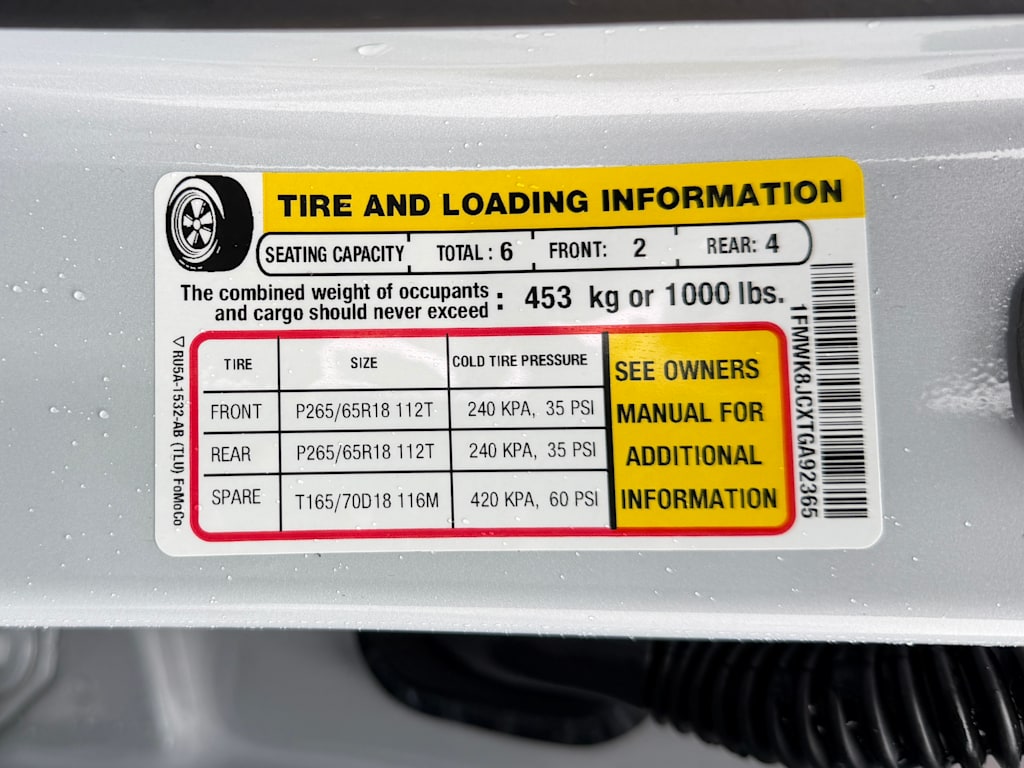 TIRE AND LOADING INFORMATION
SEATING CAPACITY TOTAL : 6 FRONT: 2 REAR: 4
The combined weight of occupants
and cargo should never exceed : 453 kg or 1000 lbs.
TIRE SIZE COLD TIRE PRESSURE
FRONT P265/65R18 112T 240 KPA, 35 PSI
REAR P265/65R18 112T 240 KPA, 35 PSI
SPARE T165/70D18 116M 420 KPA, 60 PSI
SEE OWNERS
MANUAL FOR
ADDITIONAL
INFORMATION
1FMWK8JCXTGA92365
▽RU5A-1532-AB (TLU) FoMoCo